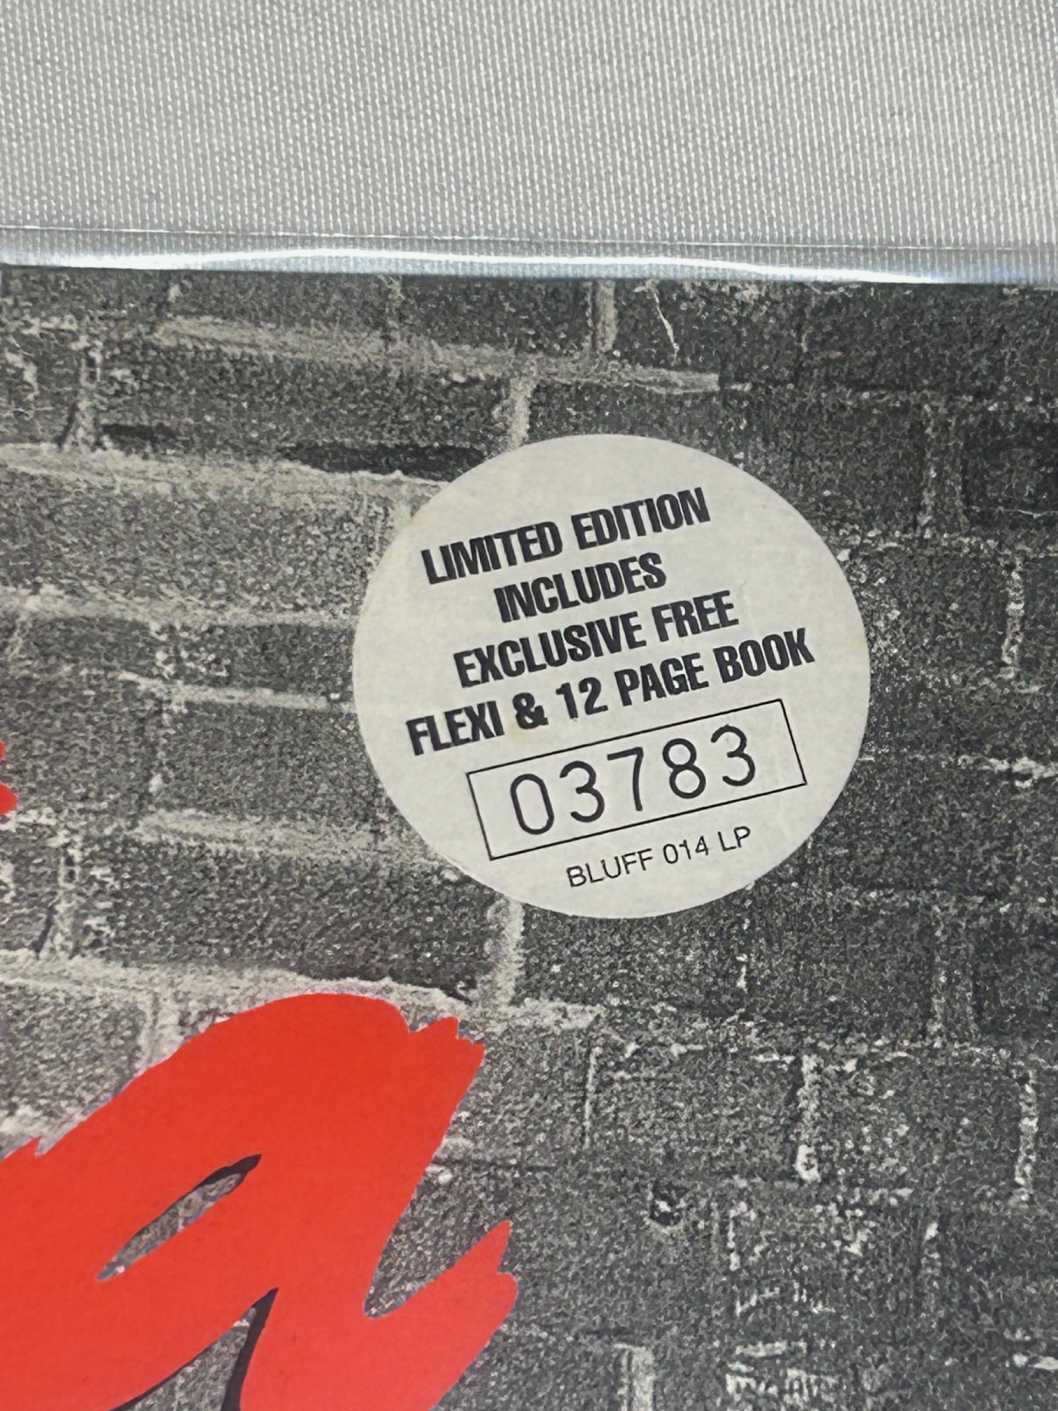 LIMITED EDITION
INCLUDES
EXCLUSIVE FREE
FLEXI & 12 PAGE BOOK
03783
BLUFF 014 LP